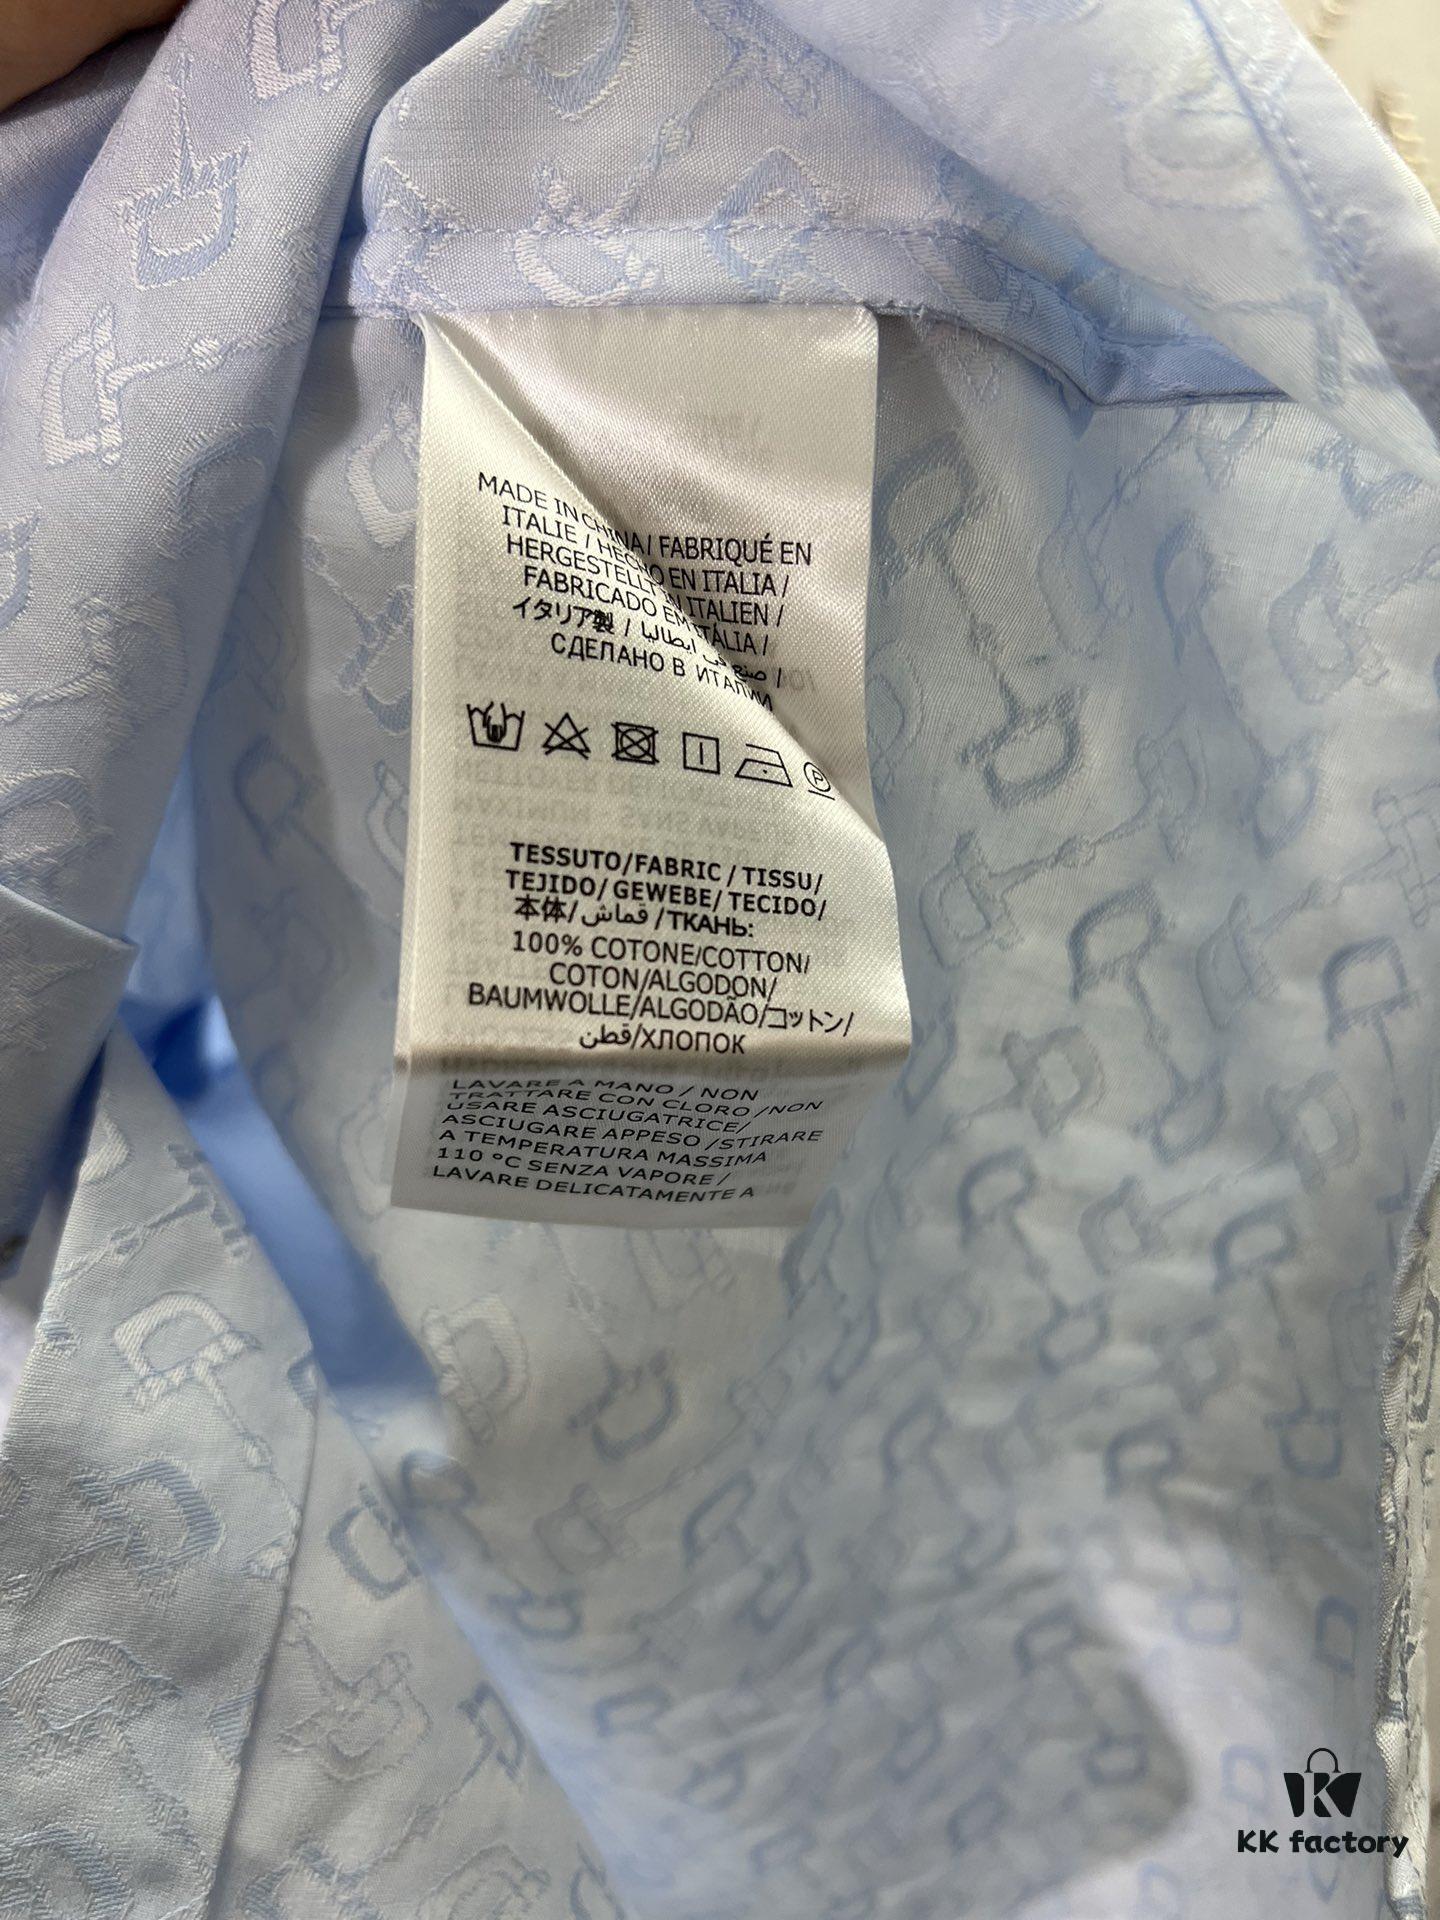 MADE IN CHINA/ FABRIQUÉ EN
ITALIE / HECHO EN ITALIA /
HERGESTELLT IN ITALIEN /
FABRICADO EM ITÁLIA /
イタリア製 / صنع في ايطاليا /
СДЕЛАНО В ИТАЛИИ
P
TESSUTO/FABRIC / TISSU/
TEJIDO/ GEWEBE/ TECIDO/
本体/ قماش /ТКАНЬ:
100% COTONE/COTTON/
COTON/ALGODON/
BAUMWOLLE/ALGODÃO/コットン/
قطن/ХЛОПОК
LAVARE A MANO / NON
TRATTARE CON CLORO /NON
USARE ASCIUGATRICE/
ASCIUGARE APPESO /STIRARE
A TEMPERATURA MASSIMA
110 °C SENZA VAPORE /
LAVARE DELICATAMENTE A
KK factory